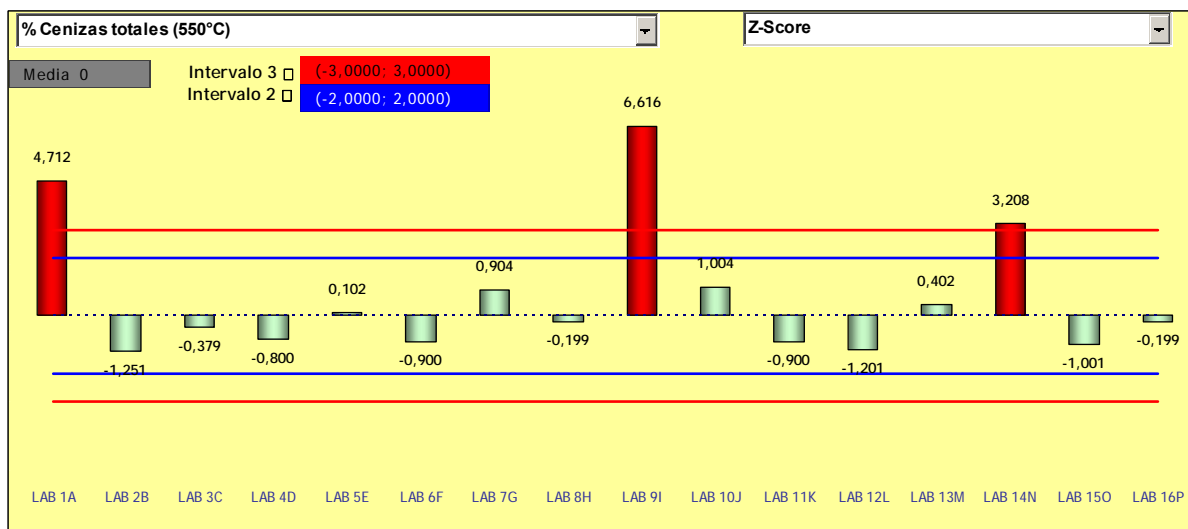 % Cenizas totales (550°C)
Z-Score
Media 0
Intervalo 3 (-3,0000; 3,0000)
Intervalo 2 (-2,0000; 2,0000)
6,616
4,712
3,208
0,904
1,004
0,102
0,402
-0,199
-0,199
-0,379
-0,800
-0,900
-0,900
-1,251
-1,201
-1,001
LAB 1A LAB 2B LAB 3C LAB 4D LAB 5E LAB 6F LAB 7G LAB 8H LAB 9I LAB 10J LAB 11K LAB 12L LAB 13M LAB 14N LAB 15O LAB 16P